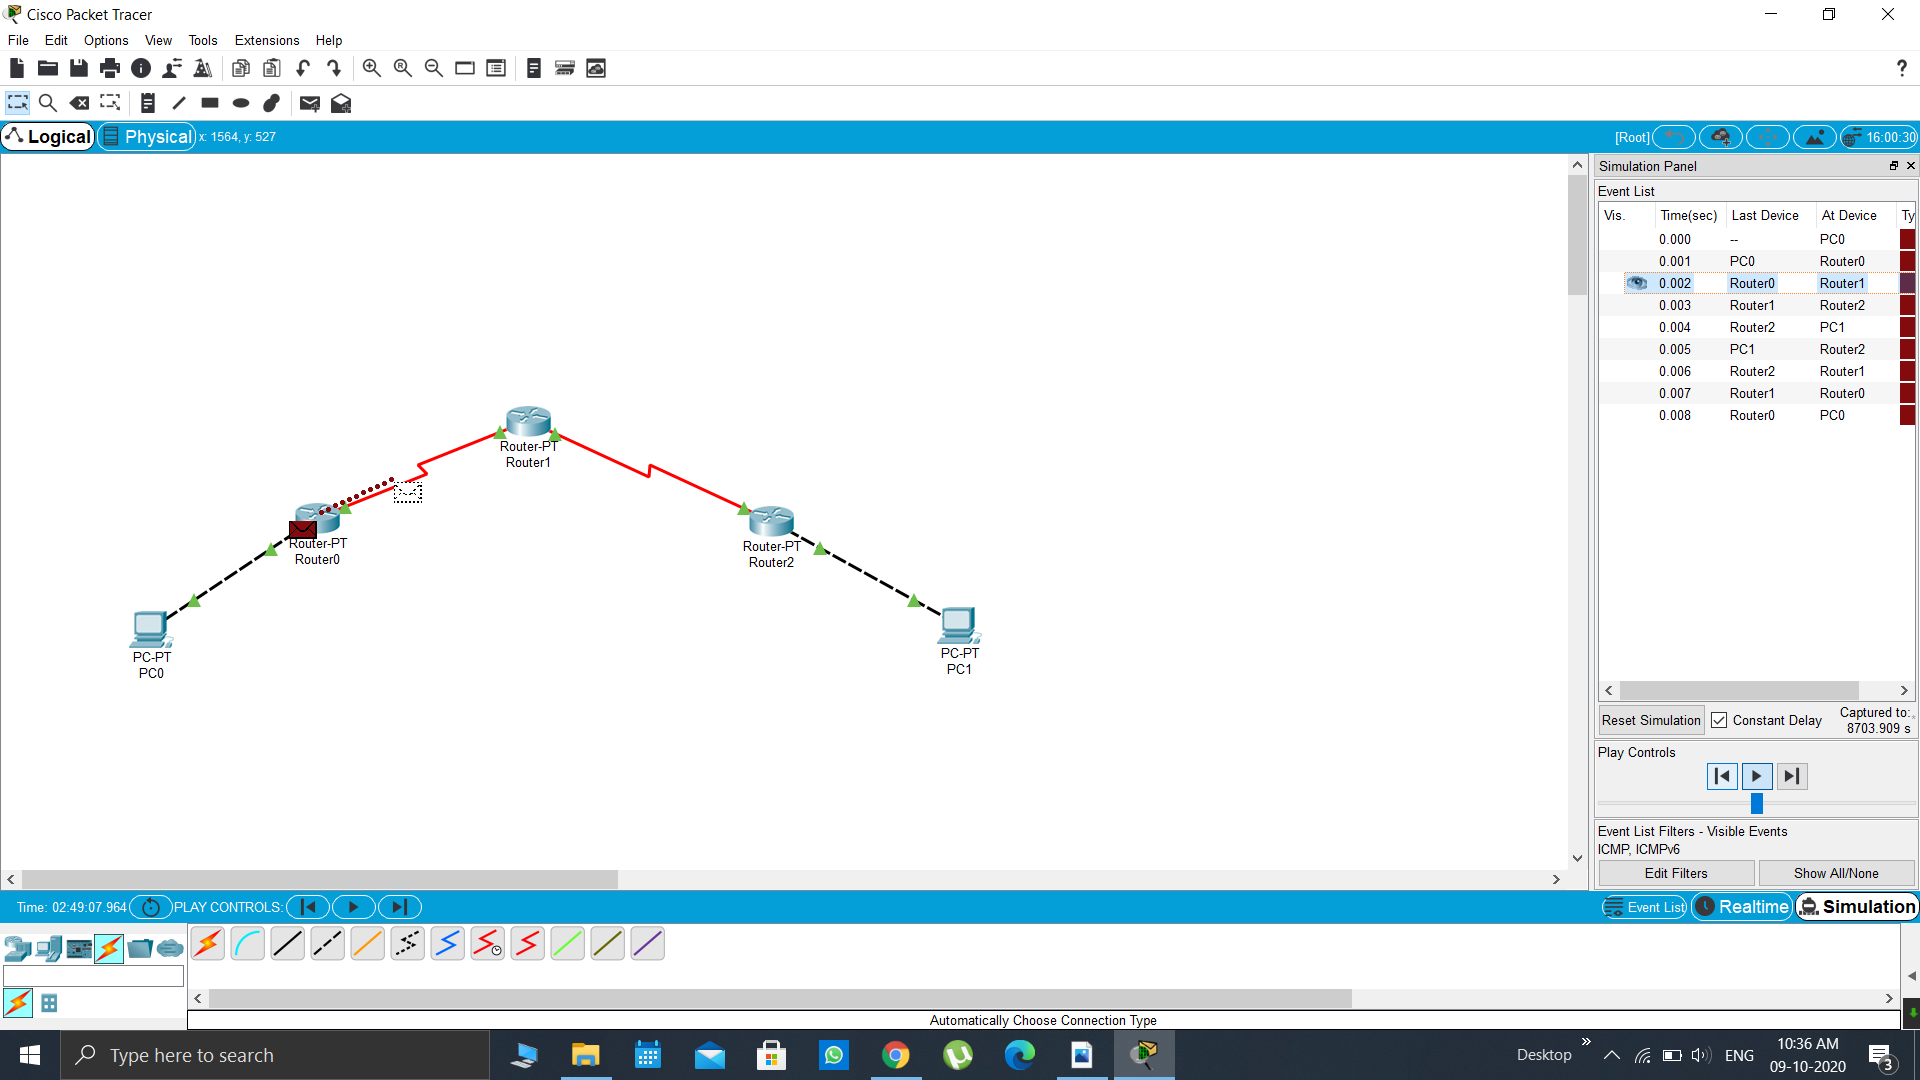 Cisco Packet Tracer
File Edit Options View Tools Extensions Help
?
Logical Physical x: 1564, y: 527 [Root] 16:00:30
Simulation Panel
Event List
Vis. Time(sec) Last Device At Device Ty
0.000 -- PC0
0.001 PC0 Router0
0.002 Router0 Router1
0.003 Router1 Router2
0.004 Router2 PC1
0.005 PC1 Router2
0.006 Router2 Router1
0.007 Router1 Router0
0.008 Router0 PC0
Router-PT
Router1
Router-PT
Router0
Router-PT
Router2
PC-PT
PC0
PC-PT
PC1
Reset Simulation Constant Delay Captured to:
8703.909 s
Play Controls
Event List Filters - Visible Events
ICMP, ICMPv6
Edit Filters Show All/None
Time: 02:49:07.964 PLAY CONTROLS: Event List Realtime Simulation
Automatically Choose Connection Type
Type here to search
Desktop » ENG
10:36 AM
09-10-2020
3